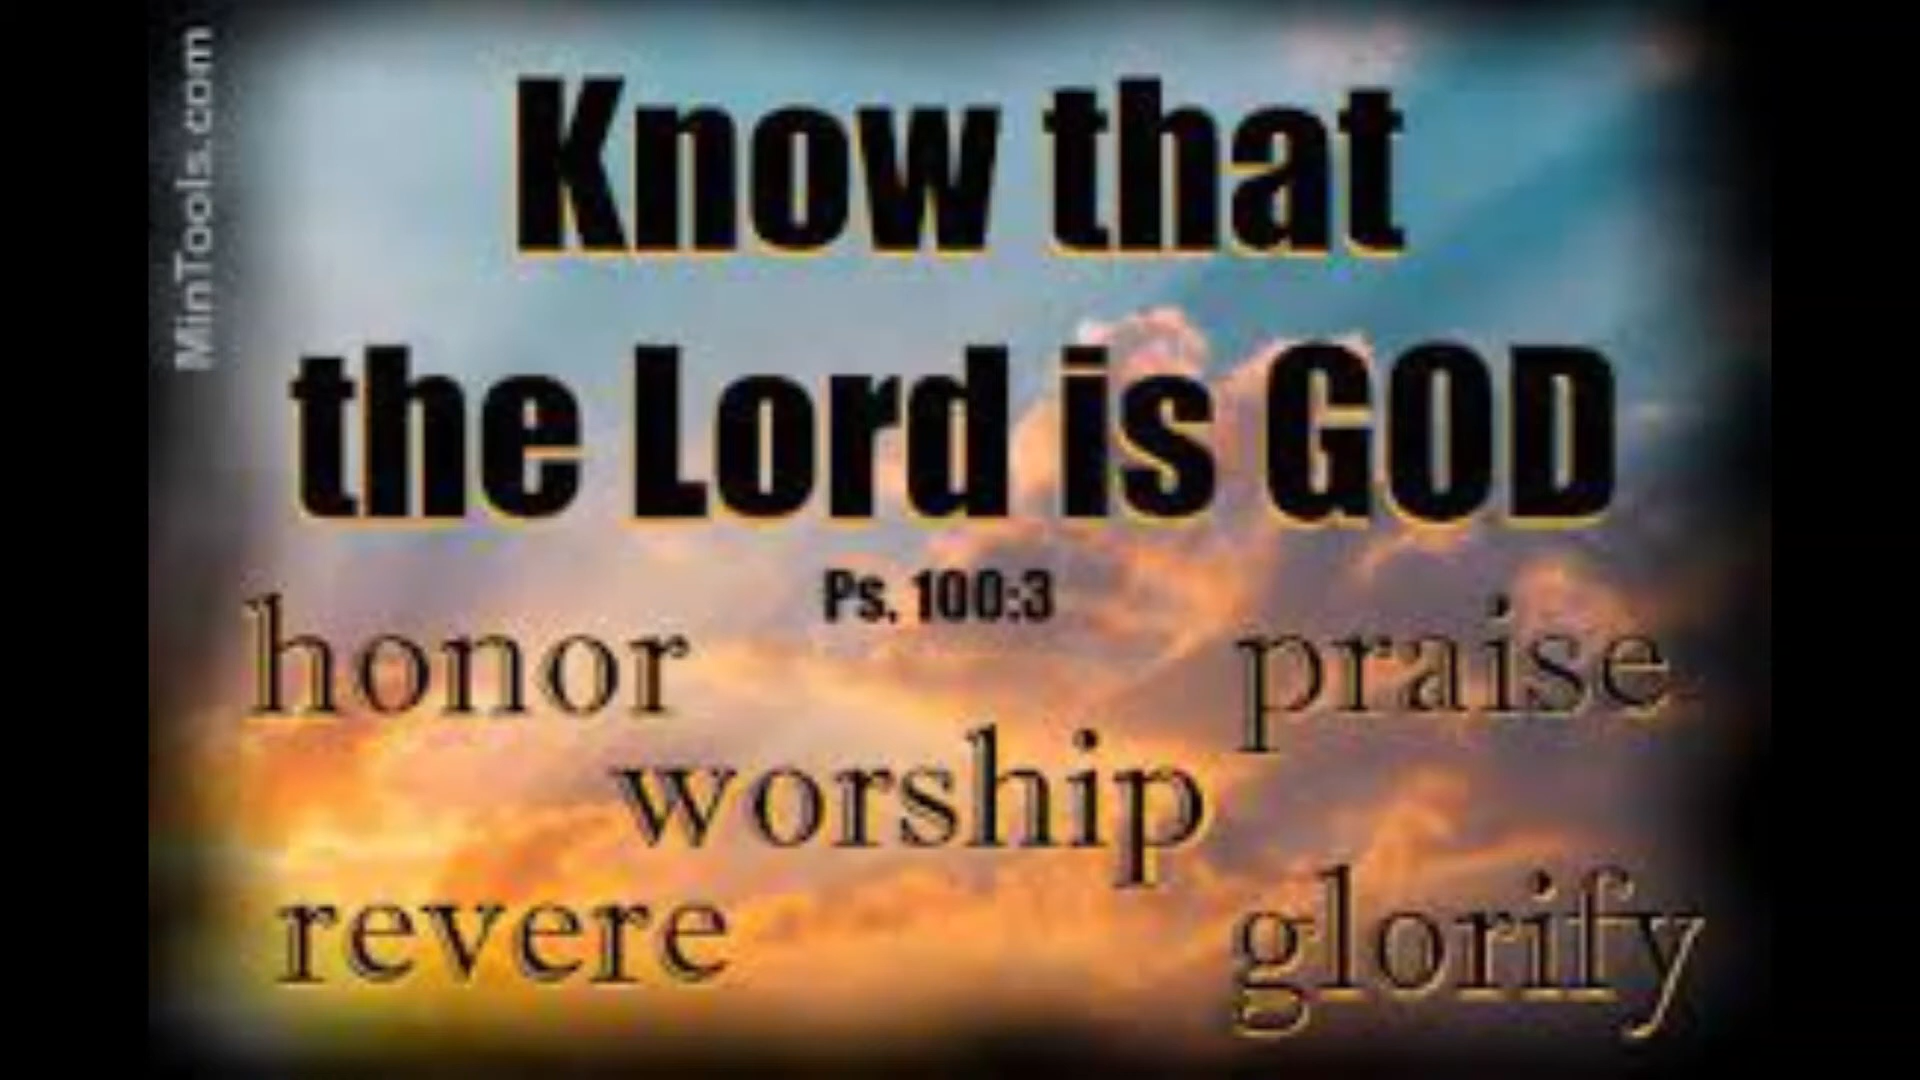 MinTools.com
Know that
the Lord is GOD
Ps. 100:3
honor
praise
worship
revere
glorify